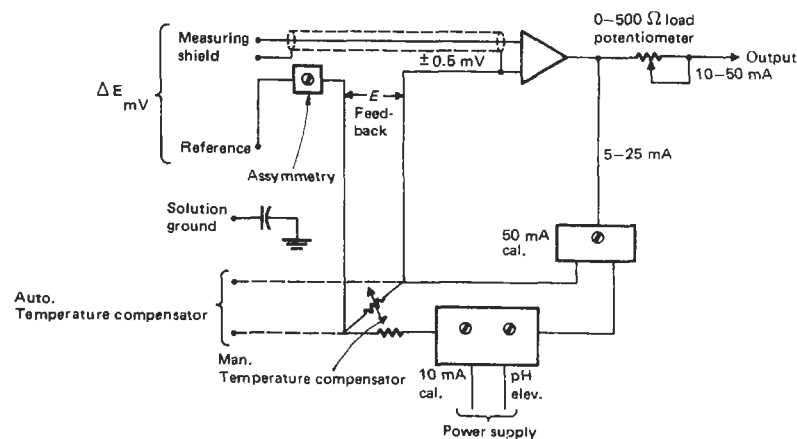 0–500 Ω load
potentiometer
Measuring
shield
±0.5 mV
Output
10–50 mA
ΔE
mV
E
Feed-
back
Reference
Assymmetry
5–25 mA
Solution
ground
50 mA
cal.
Auto.
Temperature compensator
Man.
Temperature compensator
10 mA
cal.
pH
elev.
Power supply